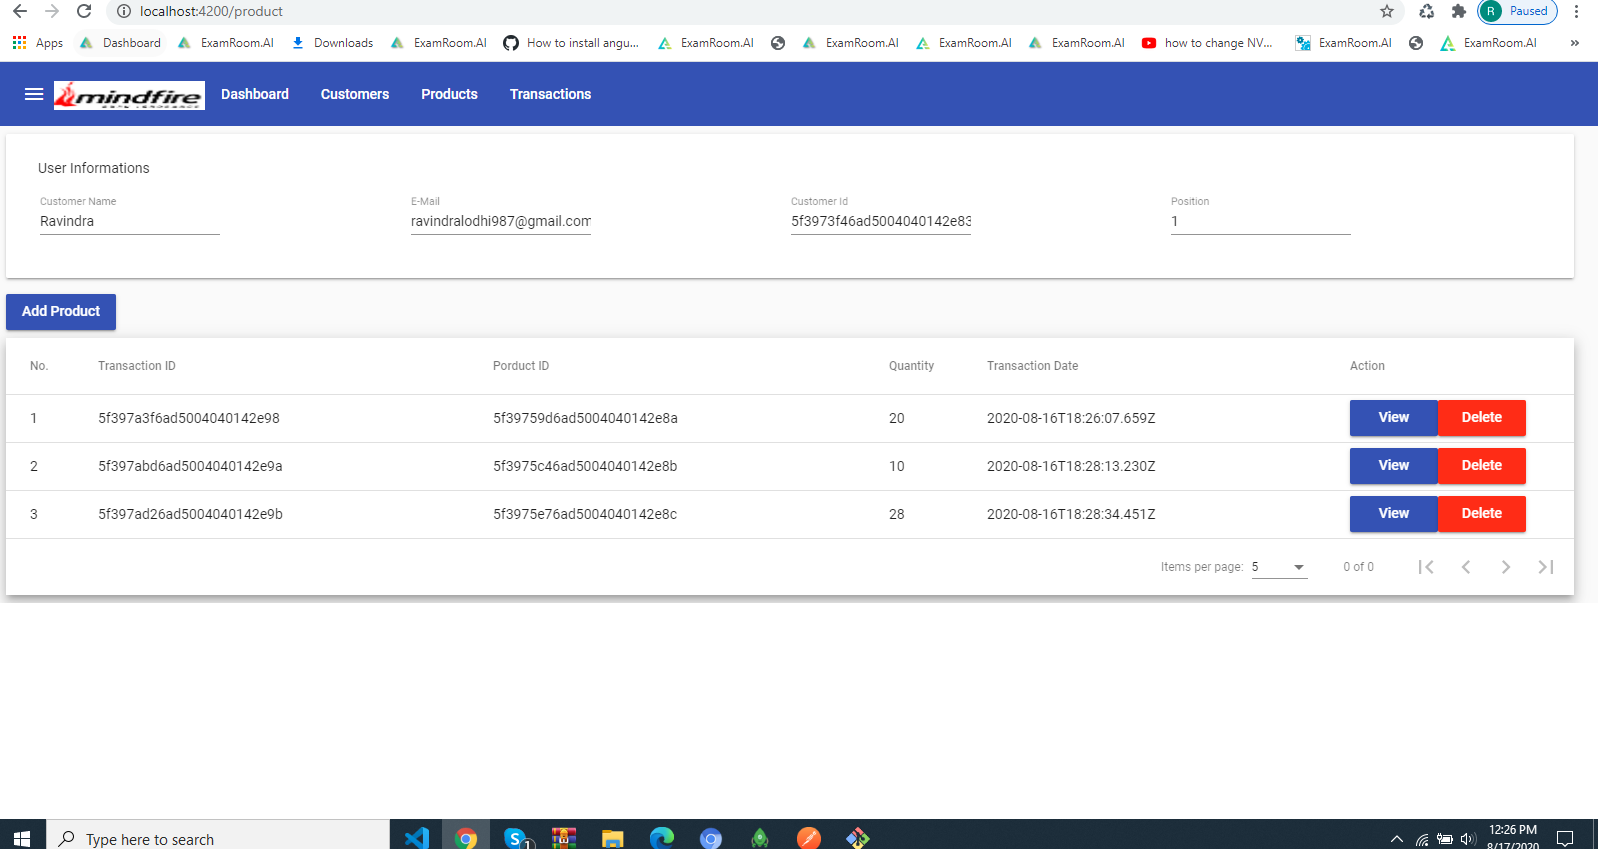 localhost:4200/product
R Paused
Apps Dashboard ExamRoom.AI Downloads ExamRoom.AI How to install angu... ExamRoom.AI ExamRoom.AI ExamRoom.AI ExamRoom.AI how to change NV... ExamRoom.AI ExamRoom.AI »
mindfire Dashboard Customers Products Transactions
User Informations
Customer Name E-Mail Customer Id Position
Ravindra ravindralodhi987@gmail.com 5f3973f46ad5004040142e83 1
Add Product
No. Transaction ID Porduct ID Quantity Transaction Date Action
1 5f397a3f6ad5004040142e98 5f39759d6ad5004040142e8a 20 2020-08-16T18:26:07.659Z View Delete
2 5f397abd6ad5004040142e9a 5f3975c46ad5004040142e8b 10 2020-08-16T18:28:13.230Z View Delete
3 5f397ad26ad5004040142e9b 5f3975e76ad5004040142e8c 28 2020-08-16T18:28:34.451Z View Delete
Items per page: 5 0 of 0
Type here to search
12:26 PM
8/17/2020